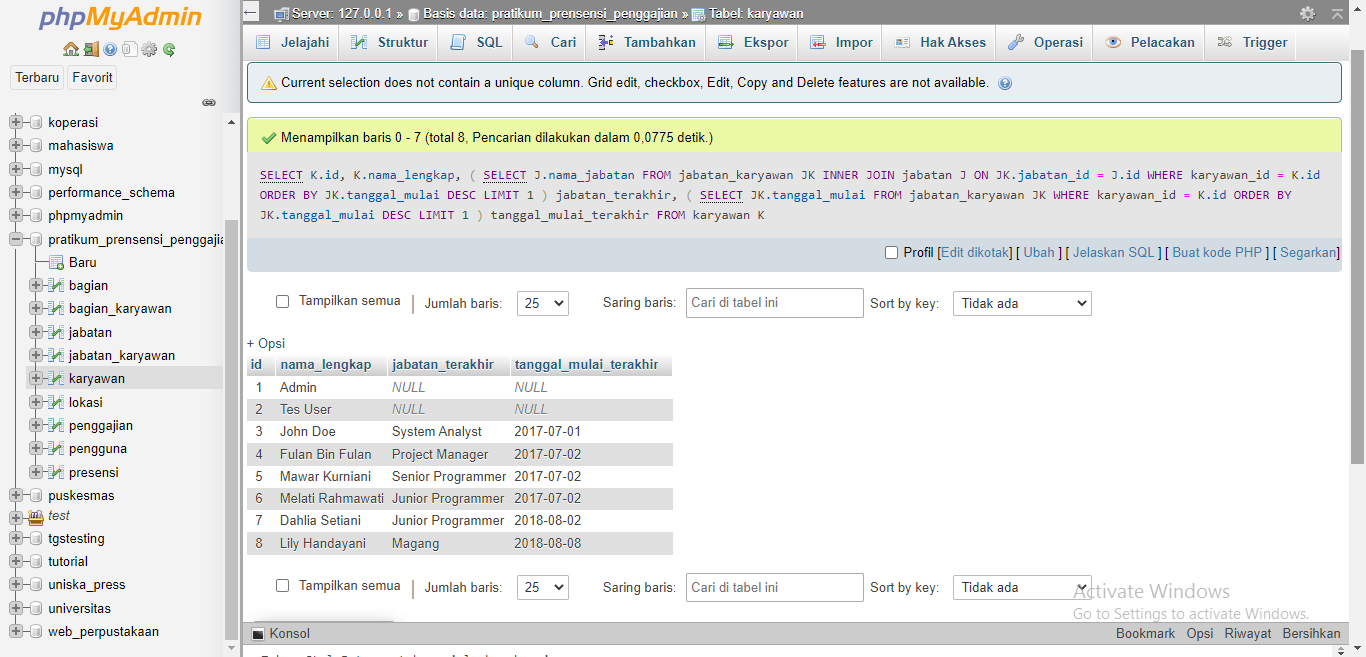 phpMyAdmin
Terbaru Favorit
koperasi
mahasiswa
mysql
performance_schema
phpmyadmin
pratikum_prensensi_penggajia
Baru
bagian
bagian_karyawan
jabatan
jabatan_karyawan
karyawan
lokasi
penggajian
pengguna
presensi
puskesmas
test
tgstesting
tutorial
uniska_press
universitas
web_perpustakaan
Server: 127.0.0.1 » Basis data: pratikum_prensensi_penggajian » Tabel: karyawan
Jelajahi Struktur SQL Cari Tambahkan Ekspor Impor Hak Akses Operasi Pelacakan Trigger
Current selection does not contain a unique column. Grid edit, checkbox, Edit, Copy and Delete features are not available.
Menampilkan baris 0 - 7 (total 8, Pencarian dilakukan dalam 0,0775 detik.)
SELECT K.id, K.nama_lengkap, ( SELECT J.nama_jabatan FROM jabatan_karyawan JK INNER JOIN jabatan J ON JK.jabatan_id = J.id WHERE karyawan_id = K.id
ORDER BY JK.tanggal_mulai DESC LIMIT 1 ) jabatan_terakhir, ( SELECT JK.tanggal_mulai FROM jabatan_karyawan JK WHERE karyawan_id = K.id ORDER BY
JK.tanggal_mulai DESC LIMIT 1 ) tanggal_mulai_terakhir FROM karyawan K
Profil [Edit dikotak] [ Ubah ] [ Jelaskan SQL ] [ Buat kode PHP ] [ Segarkan]
Tampilkan semua | Jumlah baris: 25 Saring baris: Cari di tabel ini Sort by key: Tidak ada
+ Opsi
id nama_lengkap jabatan_terakhir tanggal_mulai_terakhir
1 Admin NULL NULL
2 Tes User NULL NULL
3 John Doe System Analyst 2017-07-01
4 Fulan Bin Fulan Project Manager 2017-07-02
5 Mawar Kurniani Senior Programmer 2017-07-02
6 Melati Rahmawati Junior Programmer 2017-07-02
7 Dahlia Setiani Junior Programmer 2018-08-02
8 Lily Handayani Magang 2018-08-08
Tampilkan semua | Jumlah baris: 25 Saring baris: Cari di tabel ini Sort by key: Tidak ada
Activate Windows
Go to Settings to activate Windows.
Konsol Bookmark Opsi Riwayat Bersihkan